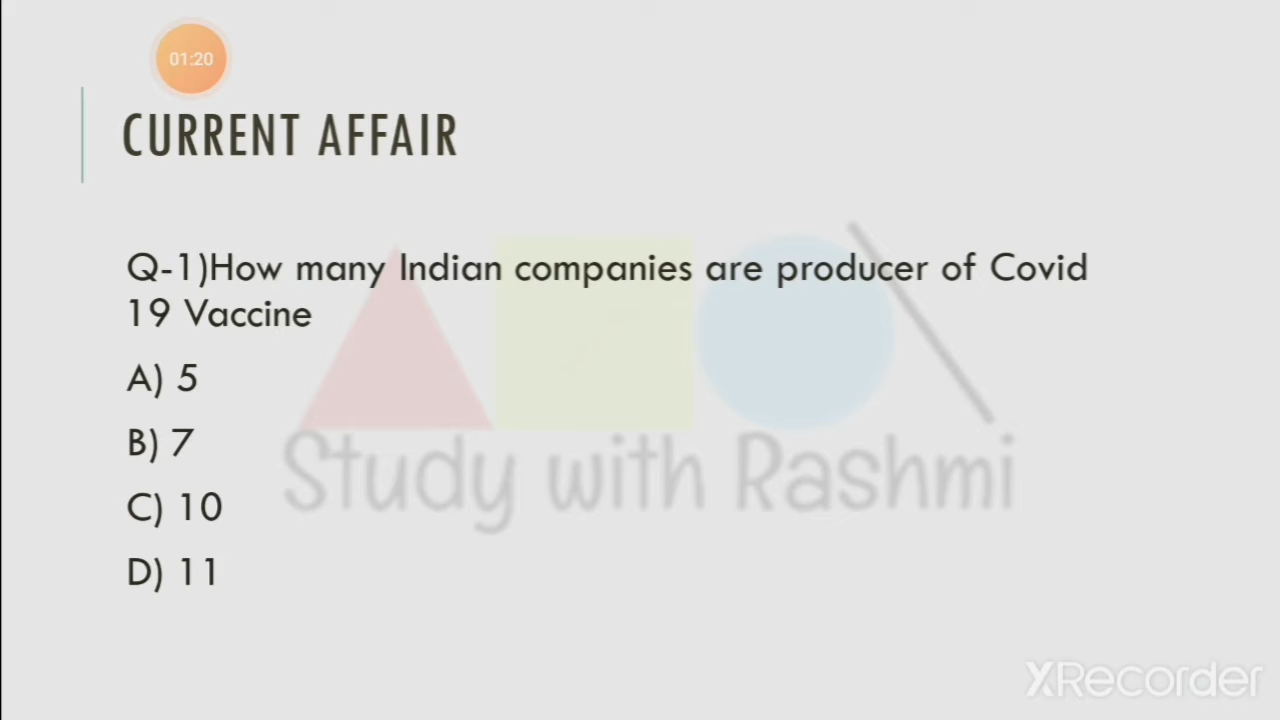 01:20
CURRENT AFFAIR
Q-1)How many Indian companies are producer of Covid
19 Vaccine
A) 5
B) 7
C) 10
D) 11
Study with Rashmi
XRecorder